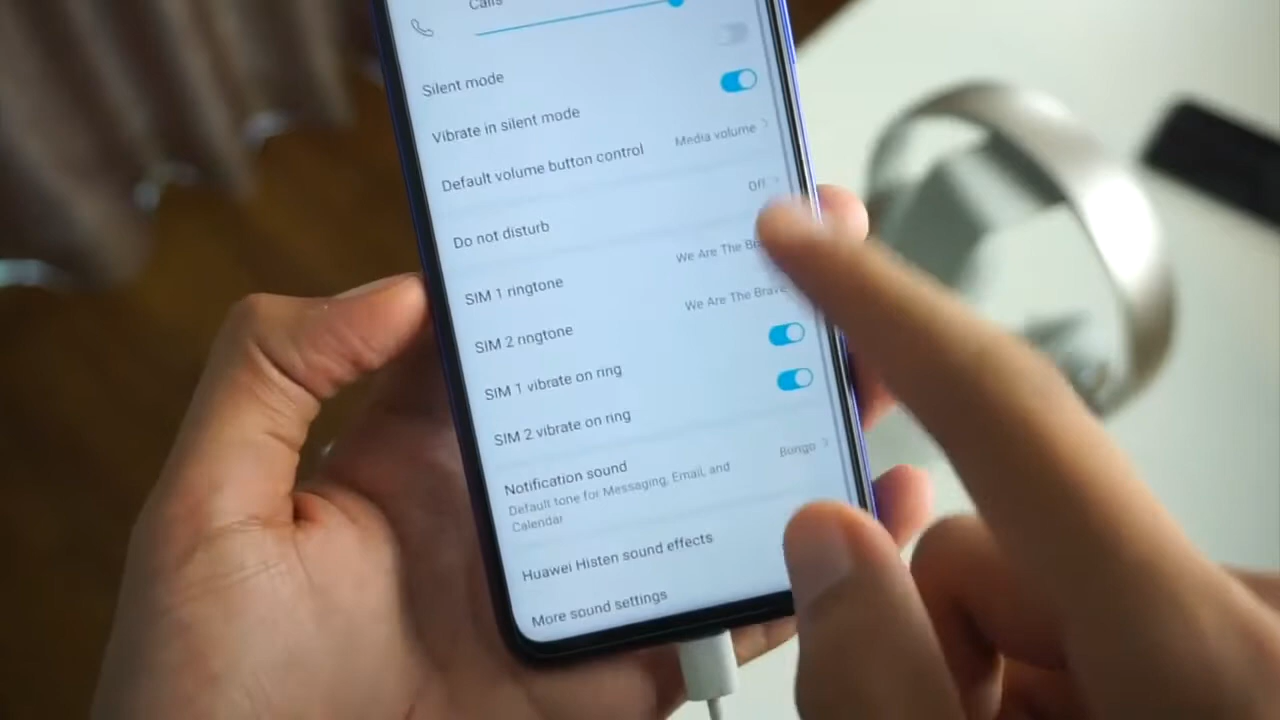 Calls
Silent mode
Vibrate in silent mode
Default volume button control Media volume
Do not disturb Off
SIM 1 ringtone We Are The
SIM 2 ringtone We Are The Brave
SIM 1 vibrate on ring
SIM 2 vibrate on ring
Notification sound Bongo
Default tone for Messaging, Email, and
Calendar
Huawei Histen sound effects
More sound settings